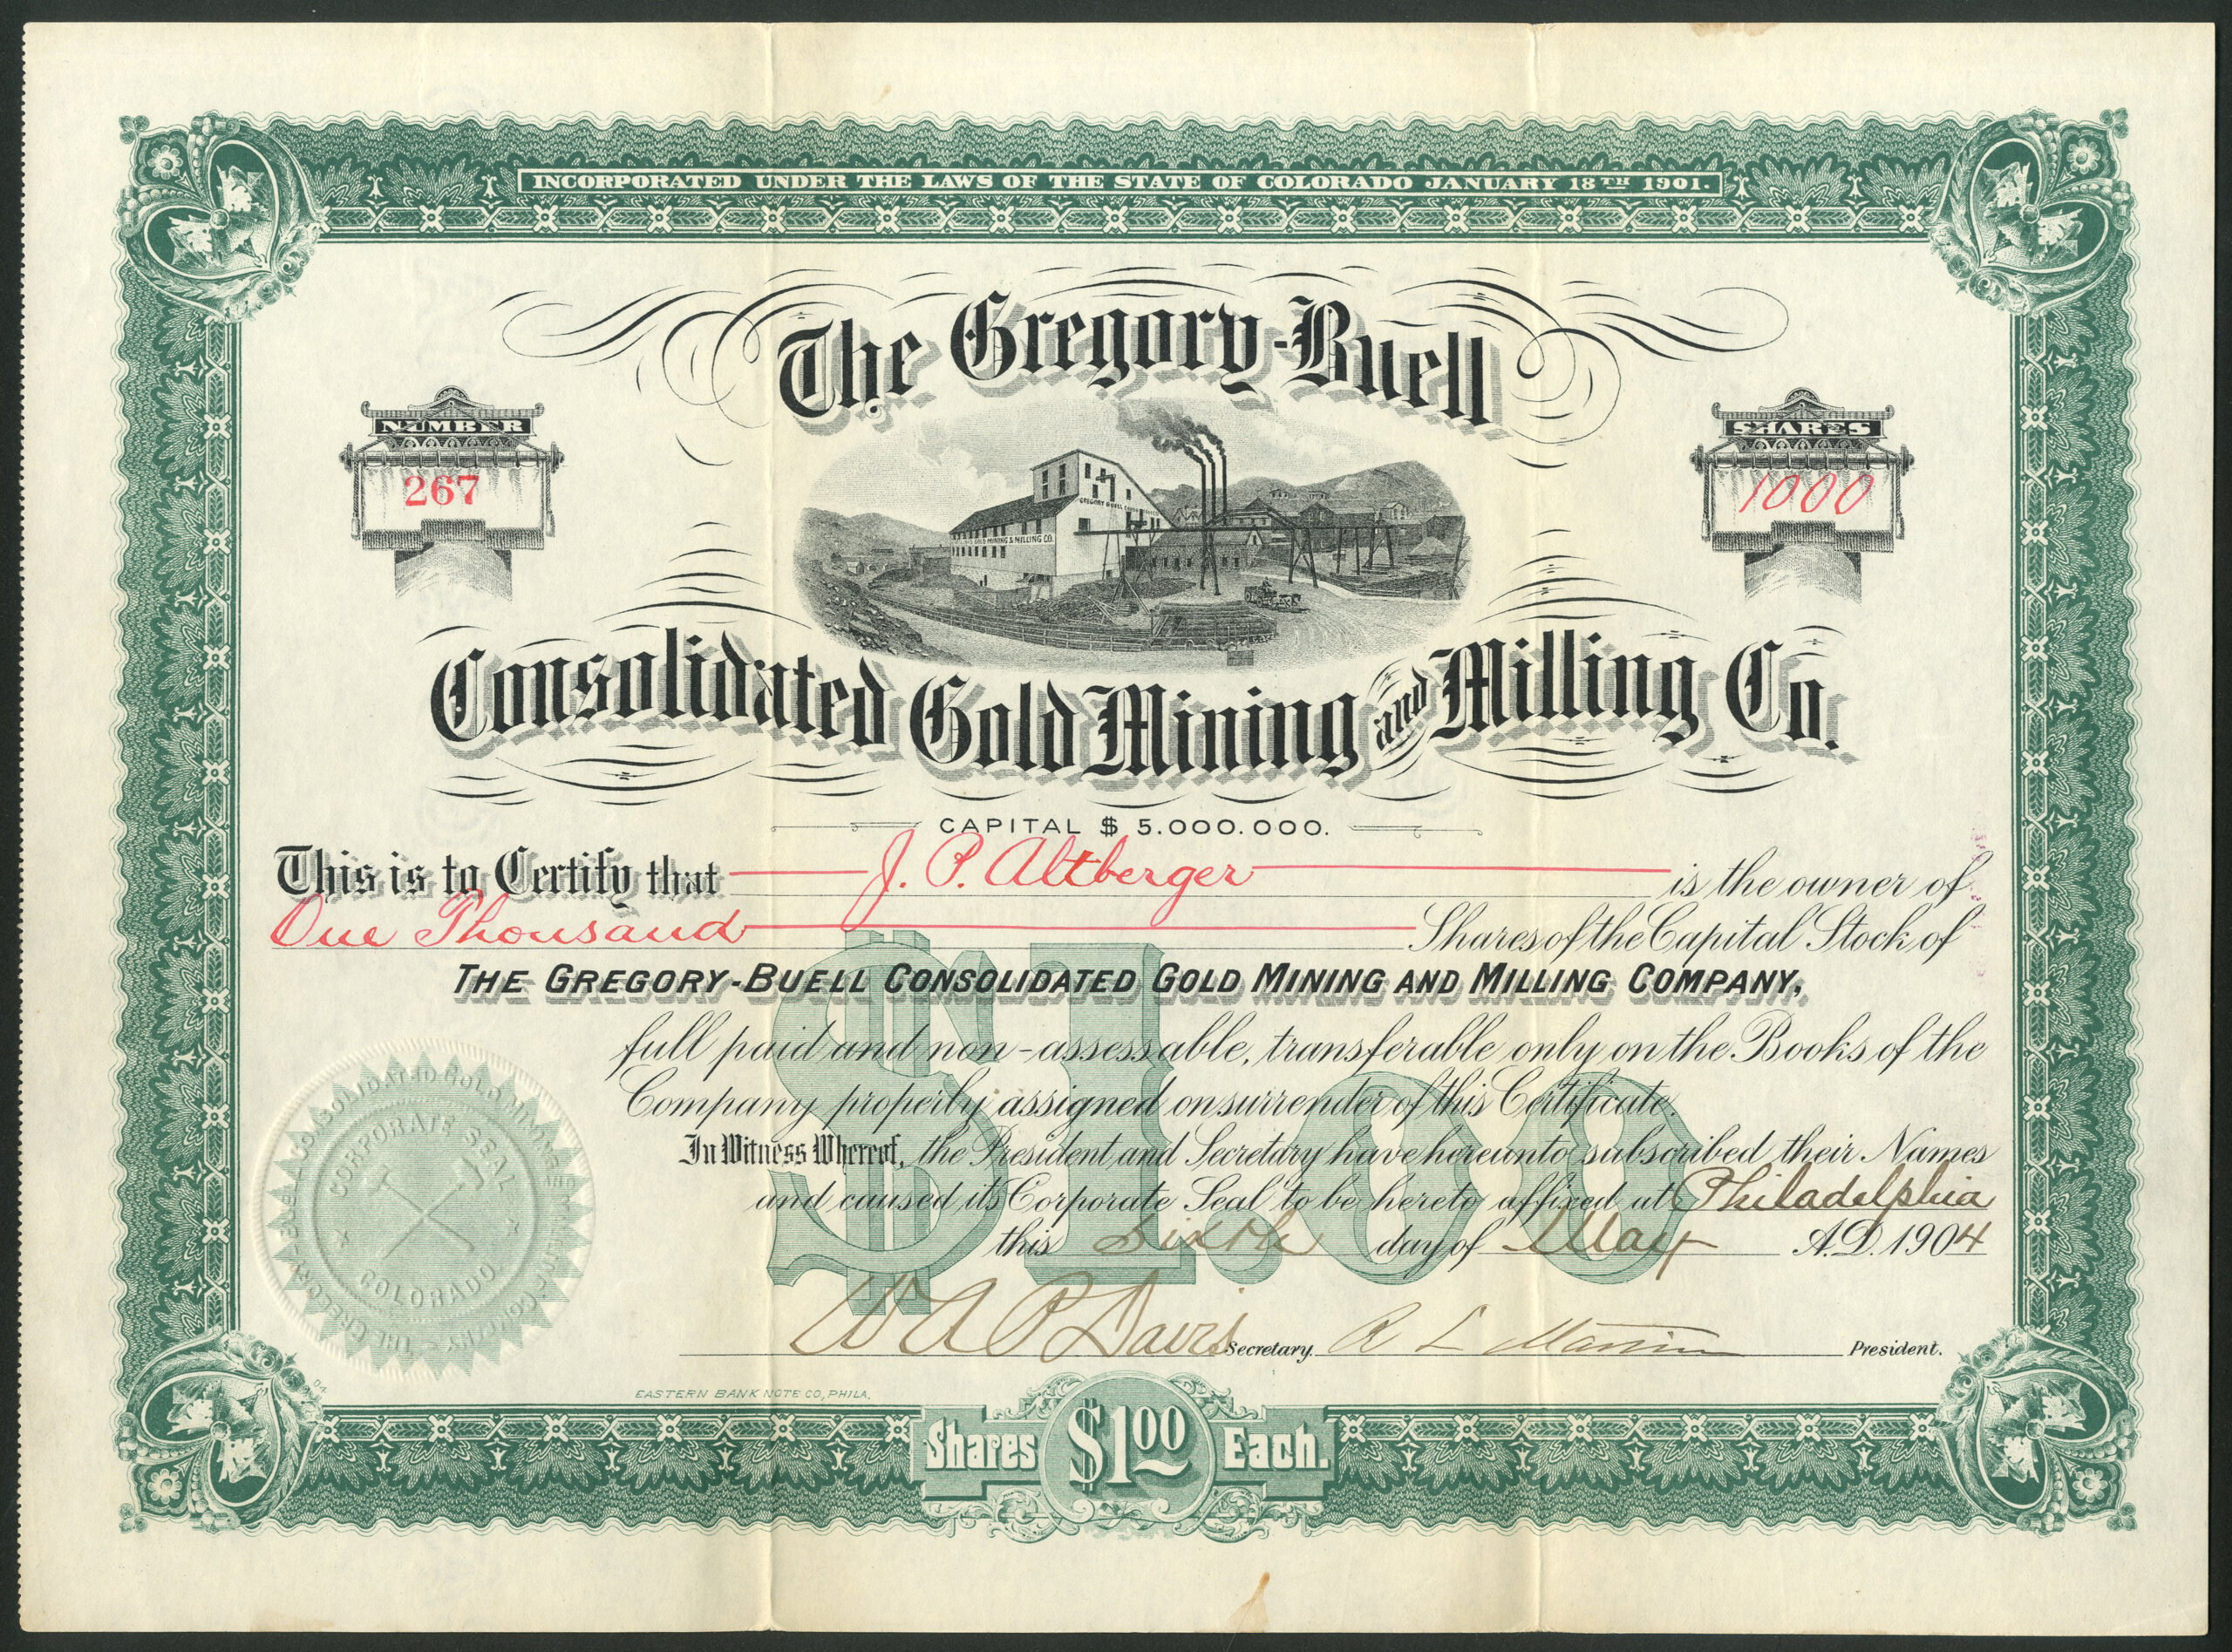 INCORPORATED UNDER THE LAWS OF THE STATE OF COLORADO JANUARY 18TH 1901.
The Gregory-Buell
NUMBER
267
SHARES
1000
GREGORY BUELL
GOLD MINING & MILLING CO.
Consolidated Gold Mining and Milling Co.
CAPITAL $ 5.000.000.
This is to Certify that J. P. Altberger is the owner of
One Thousand Shares of the Capital Stock of
THE GREGORY-BUELL CONSOLIDATED GOLD MINING AND MILLING COMPANY,
full paid and non-assessable, transferable only on the Books of the
Company properly assigned on surrender of this Certificate.
In Witness Whereof, the President and Secretary have hereunto subscribed their Names
and caused its Corporate Seal to be hereto affixed at Philadelphia
this Sixth day of May A.D. 1904
$1.00
CORPORATE SEAL
COLORADO
W A P Davis Secretary. R L Martin President.
EASTERN BANK NOTE CO, PHILA.
Shares $100 Each.